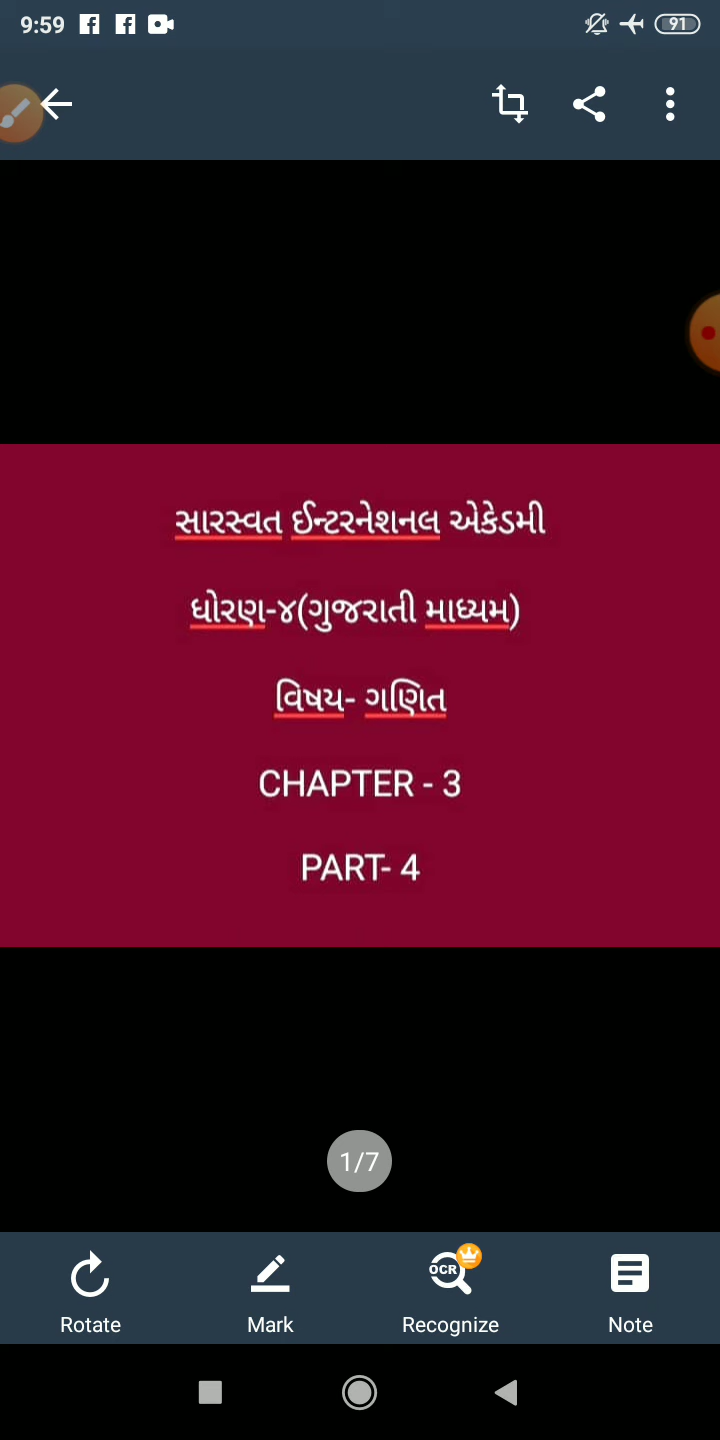 9:59
91
સારસ્વત ઈન્ટરનેશનલ એકેડમી
ધોરણ-૪(ગુજરાતી માધ્યમ)
વિષય- ગણિત
CHAPTER - 3
PART- 4
1/7
OCR
Rotate Mark Recognize Note